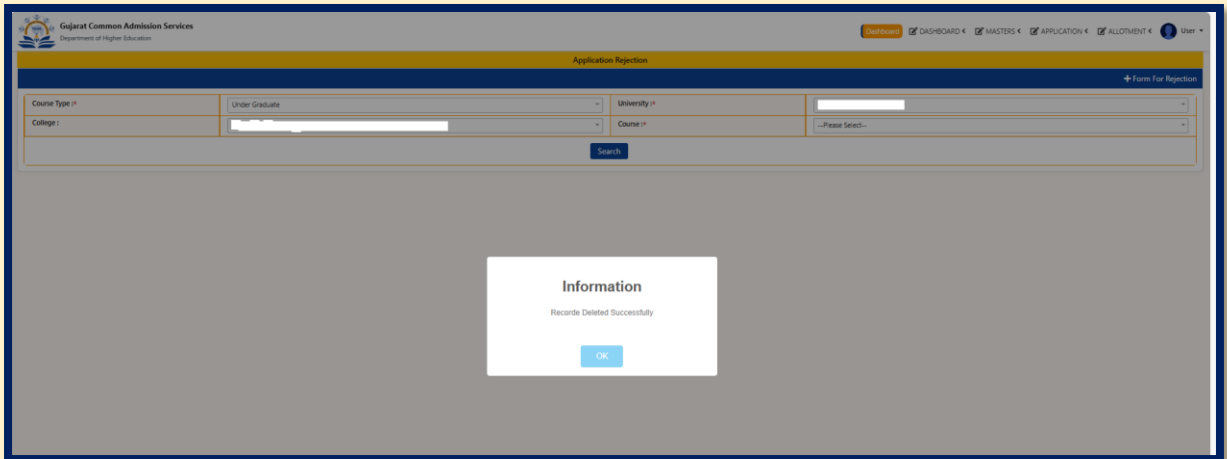 Gujarat Common Admission Services
Department of Higher Education
Dashboard DASHBOARD MASTERS APPLICATION ALLOTMENT User
Application Rejection
Form For Rejection
Course Type :* Under Graduate University :*
College : Course :* --Please Select--
Search
Information
Recorde Deleted Successfully
OK